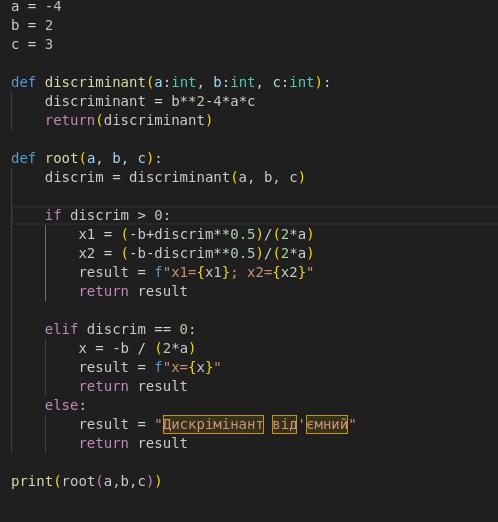 a = -4
b = 2
c = 3
def discriminant(a:int, b:int, c:int):
    discriminant = b**2-4*a*c
    return(discriminant)
def root(a, b, c):
    discrim = discriminant(a, b, c)
    if discrim > 0:
        x1 = (-b+discrim**0.5)/(2*a)
        x2 = (-b-discrim**0.5)/(2*a)
        result = f"x1={x1}; x2={x2}"
        return result
    elif discrim == 0:
        x = -b / (2*a)
        result = f"x={x}"
        return result
    else:
        result = "Дискрімінант від'ємний"
        return result
print(root(a,b,c))